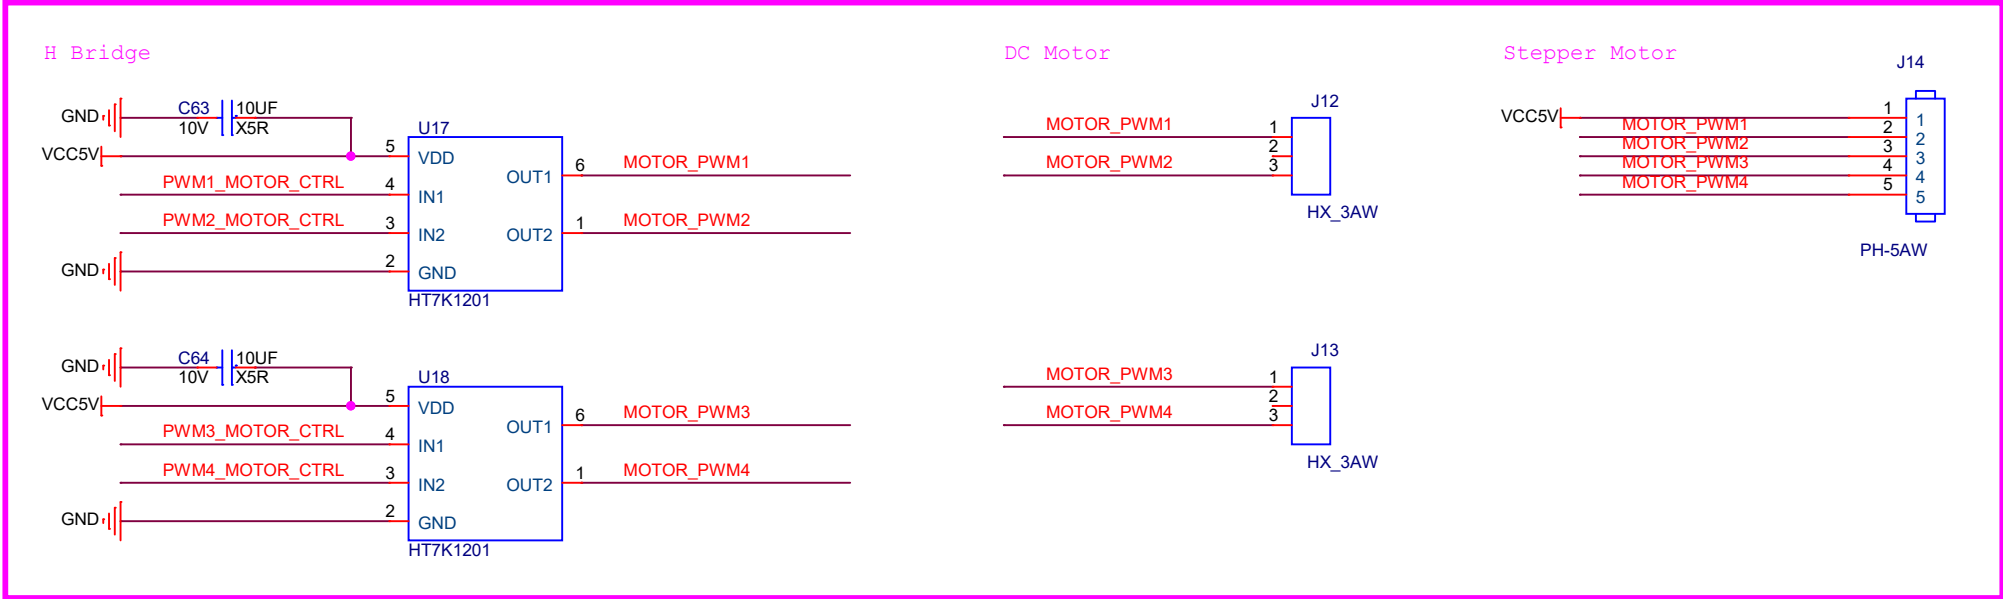 H Bridge
GND
C63
10UF
10V
X5R
VCC5V
U17
5
VDD
PWM1_MOTOR_CTRL
4
IN1
PWM2_MOTOR_CTRL
3
IN2
GND
2
GND
OUT1
6
MOTOR_PWM1
OUT2
1
MOTOR_PWM2
HT7K1201
GND
C64
10UF
10V
X5R
VCC5V
U18
5
VDD
PWM3_MOTOR_CTRL
4
IN1
PWM4_MOTOR_CTRL
3
IN2
GND
2
GND
OUT1
6
MOTOR_PWM3
OUT2
1
MOTOR_PWM4
HT7K1201
DC Motor
J12
MOTOR_PWM1
1
2
MOTOR_PWM2
3
HX_3AW
J13
MOTOR_PWM3
1
2
MOTOR_PWM4
3
HX_3AW
Stepper Motor
J14
VCC5V
1
1
MOTOR_PWM1
2
2
MOTOR_PWM2
3
3
MOTOR_PWM3
4
4
MOTOR_PWM4
5
5
PH-5AW